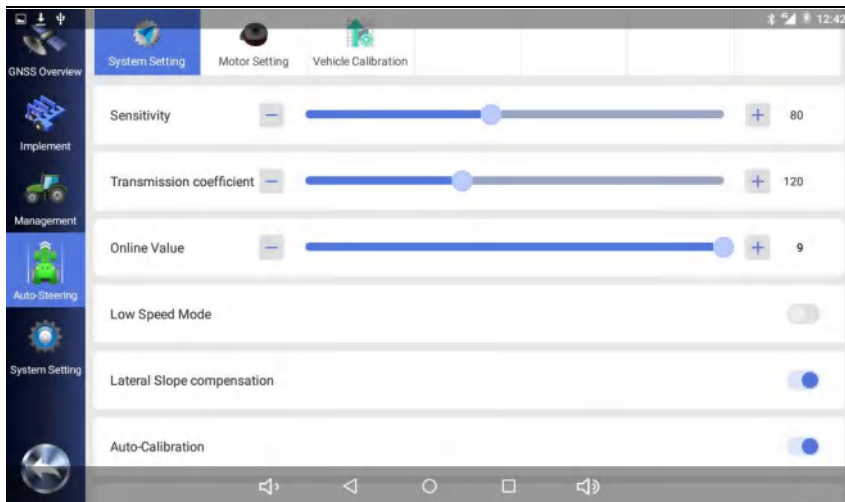 12:42
GNSS Overview
System Setting
Motor Setting
Vehicle Calibration
Sensitivity
80
Implement
Transmission coefficient
120
Management
Online Value
9
Auto-Steering
Low Speed Mode
System Setting
Lateral Slope compensation
Auto-Calibration